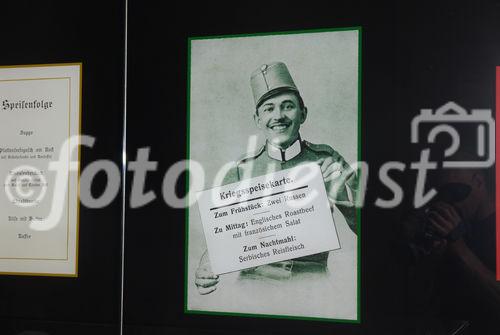 Speisenfolge
Suppe
Kaffee
Kriegsspeisekarte.
Zum Frühstück: Zwei Russen
Zu Mittag: Englisches Roastbeef
mit französischem Salat
Zum Nachtmahl:
Serbisches Reisfleisch
fotodienst